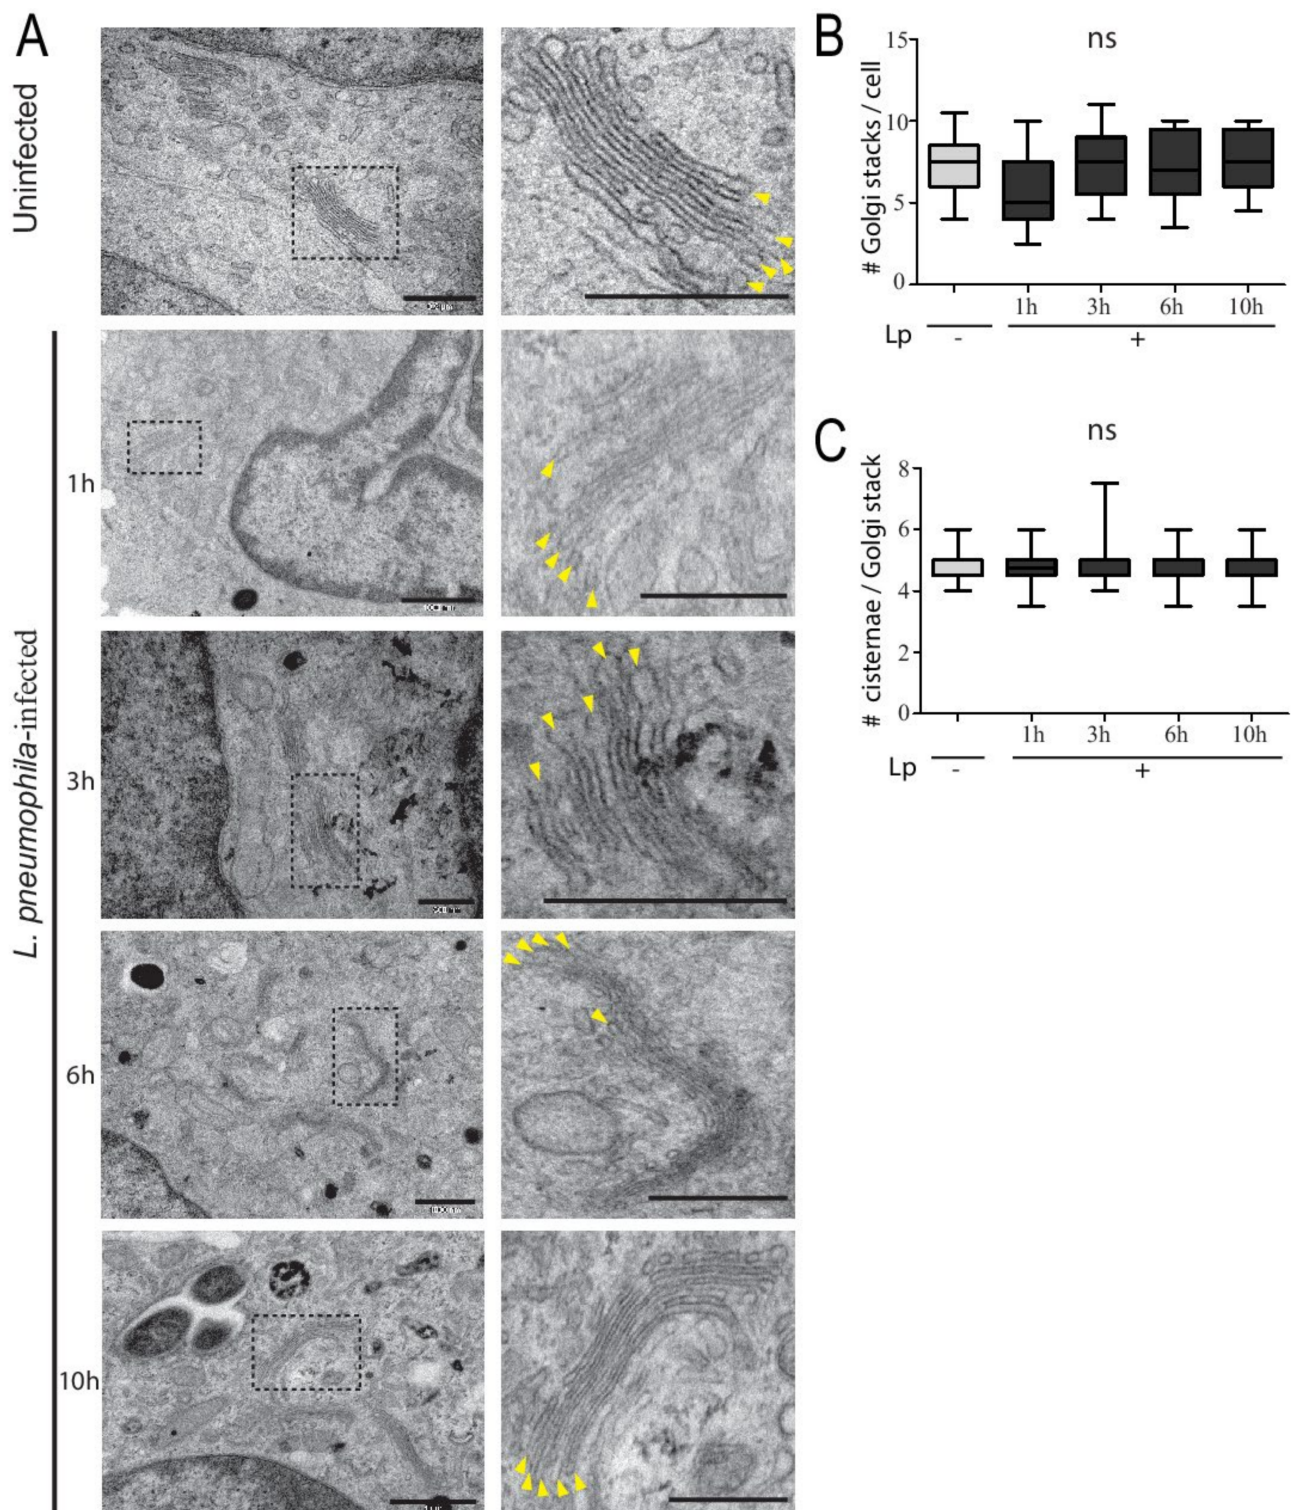 A
Uninfected
L. pneumophila-infected
1h
3h
6h
10h
B
ns
# Golgi stacks / cell
15
10
5
0
1h 3h 6h 10h
Lp - +
C
ns
# cisternae / Golgi stack
8
6
4
2
0
1h 3h 6h 10h
Lp - +